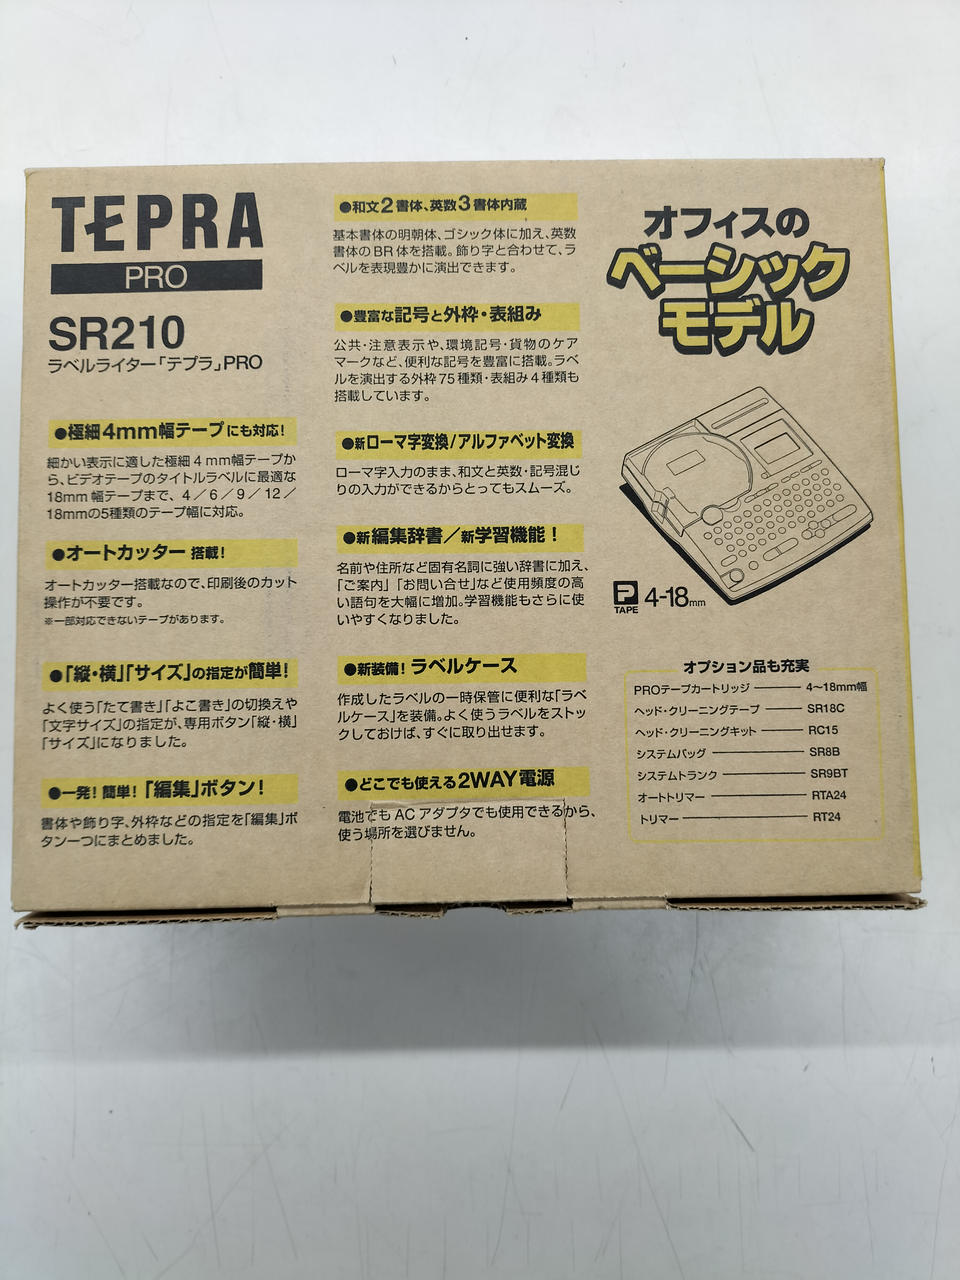 TEPRA
PRO
SR210
ラベルライター「テプラ」PRO
●極細4mm幅テープにも対応!
細かい表示に適した極細4mm幅テープか
ら、ビデオテープのタイトルラベルに最適な
18mm幅テープまで、4／6／9／12／
18mmの5種類のテープ幅に対応。
●オートカッター搭載!
オートカッター搭載なので、印刷後のカット
操作が不要です。
※一部対応できないテープがあります。
●「縦・横」「サイズ」の指定が簡単!
よく使う「たて書き」「よこ書き」の切換えや
「文字サイズ」の指定が、専用ボタン「縦・横」
「サイズ」になりました。
●一発!簡単!「編集」ボタン!
書体や飾り字、外枠などの指定を「編集」ボ
タン一つにまとめました。
●和文2書体、英数3書体内蔵
基本書体の明朝体、ゴシック体に加え、英数
書体のBR体を搭載。飾り字と合わせて、ラ
ベルを表現豊かに演出できます。
●豊富な記号と外枠・表組み
公共・注意表示や、環境記号・貨物のケア
マークなど、便利な記号を豊富に搭載。ラベ
ルを演出する外枠75種類・表組み4種類も
搭載しています。
●新ローマ字変換/アルファベット変換
ローマ字入力のまま、和文と英数・記号混じ
りの入力ができるからとってもスムーズ。
●新編集辞書／新学習機能!
名前や住所など固有名詞に強い辞書に加え、
「ご案内」「お問い合せ」など使用頻度の高
い語句を大幅に増加。学習機能もさらに使
いやすくなりました。
●新装備!ラベルケース
作成したラベルの一時保管に便利な「ラベ
ルケース」を装備。よく使うラベルをストッ
クしておけば、すぐに取り出せます。
●どこでも使える2WAY電源
電池でもACアダプタでも使用できるから、
使う場所を選びません。
オフィスの
ベーシック
モデル
P TAPE 4-18mm
オプション品も充実
PROテープカートリッジ 4～18mm幅
ヘッド・クリーニングテープ SR18C
ヘッド・クリーニングキット RC15
システムバッグ SR8B
システムトランク SR9BT
オートトリマー RTA24
トリマー RT24